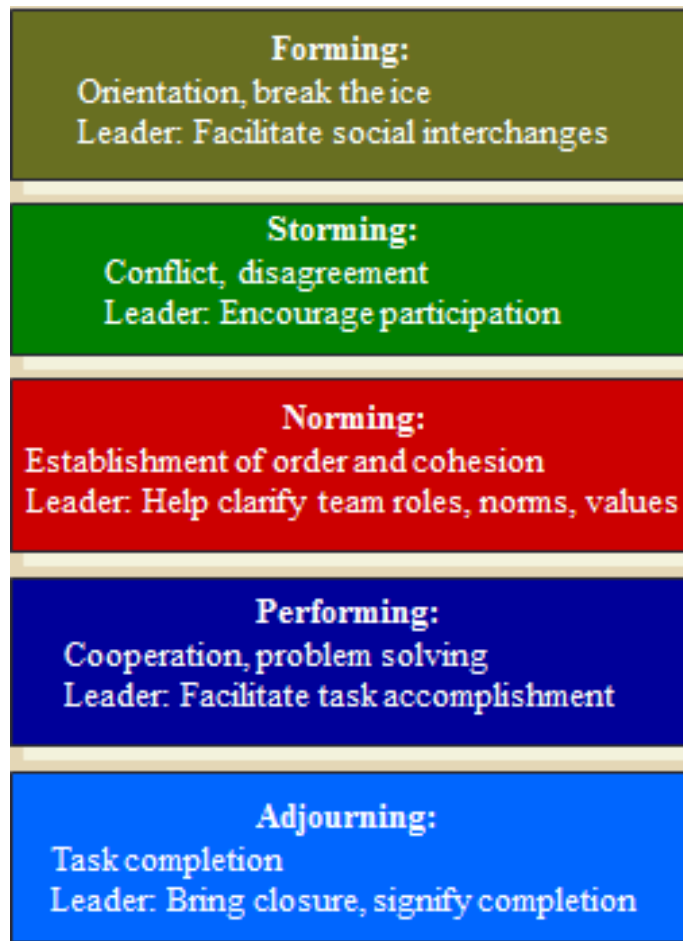 Forming:
Orientation, break the ice
Leader: Facilitate social interchanges
Storming:
Conflict, disagreement
Leader: Encourage participation
Norming:
Establishment of order and cohesion
Leader: Help clarify team roles, norms, values
Performing:
Cooperation, problem solving
Leader: Facilitate task accomplishment
Adjourning:
Task completion
Leader: Bring closure, signify completion